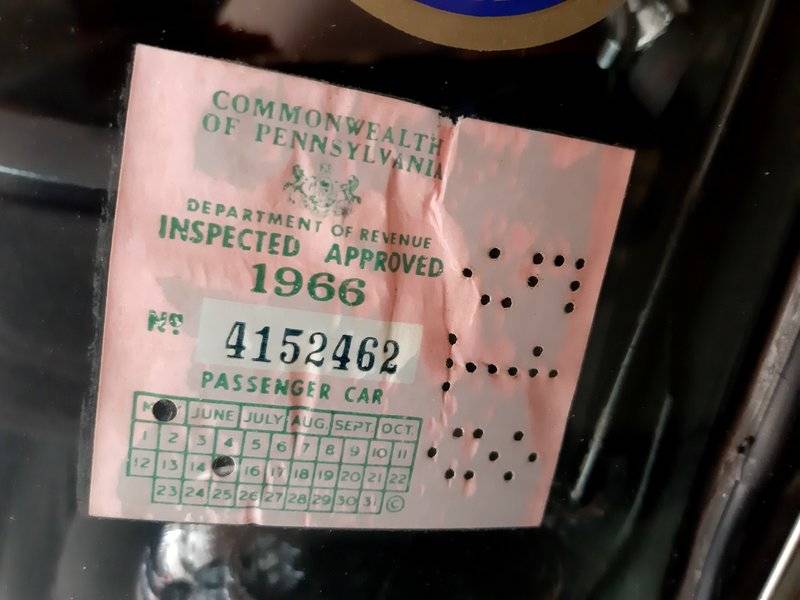 COMMONWEALTH
OF PENNSYLVANIA
DEPARTMENT OF REVENUE
INSPECTED APPROVED
1966
Nº 4152462
PASSENGER CAR
JUNE JULY AUG. SEPT. OCT.
1 2 3 4 5 6 7 8 9 10 11
12 13 14 16 17 18 19 20 21 22
23 24 25 26 27 28 29 30 31 ©